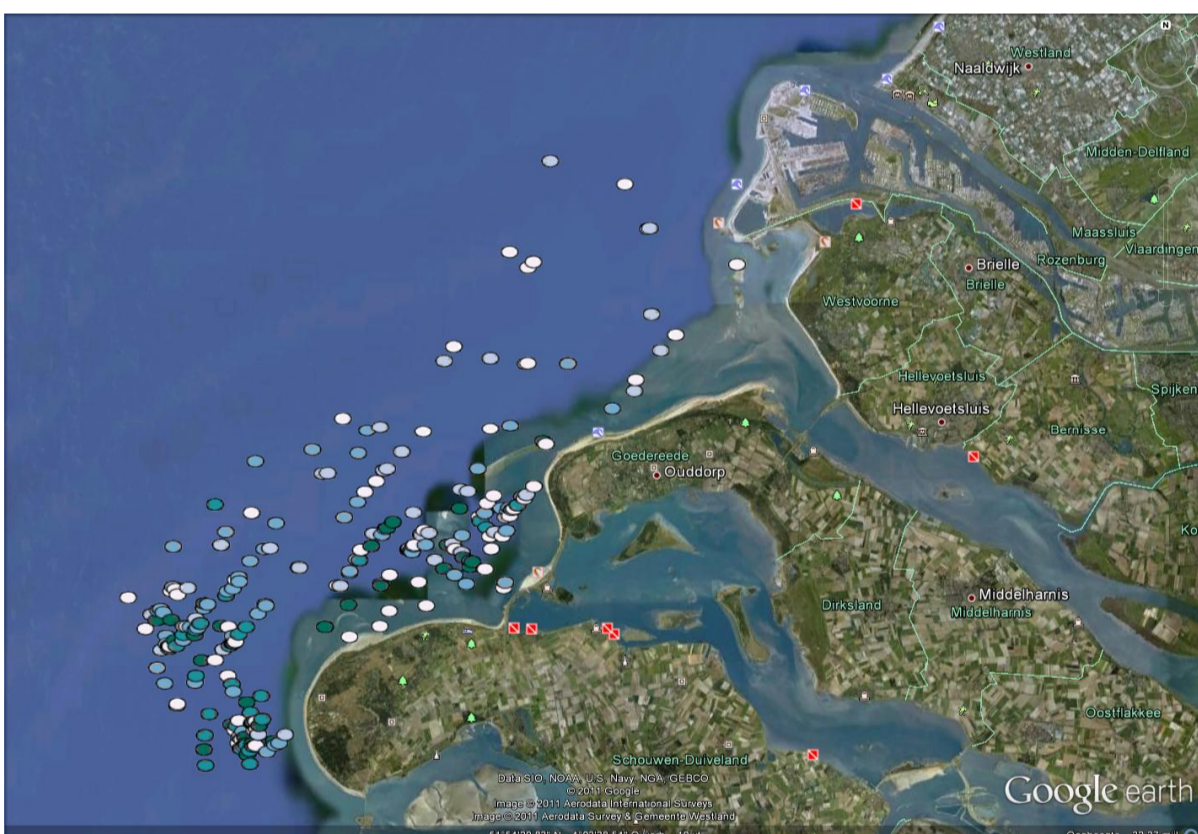 N
Westland
Naaldwijk
Midden-Delfland
Maassluis
Vlaardingen
Rozenburg
Brielle
Brielle
Westvoorne
Hellevoetsluis
Spijken
Hellevoetsluis
Bernisse
Goedereede
Ouddorp
Ko
Middelharnis
Dirksland
Middelharnis
Oostflakkee
Schouwen-Duiveland
Data SIO, NOAA, U.S. Navy, NGA, GEBCO
© 2011 Google
Image © 2011 Aerodata International Surveys
Image © 2011 Aerodata Survey & Gemeente Westland
Google earth